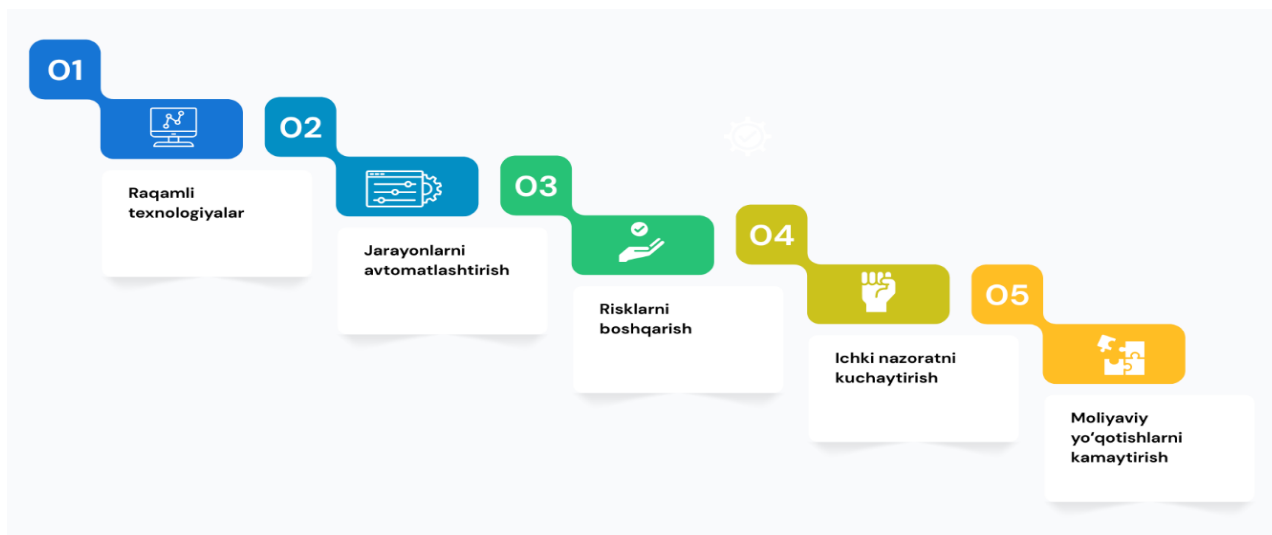 01
Raqamli
texnologiyalar
02
Jarayonlarni
avtomatlashtirish
03
Risklarni
boshqarish
04
Ichki nazoratni
kuchaytirish
05
Moliyaviy
yo‘qotishlarni
kamaytirish